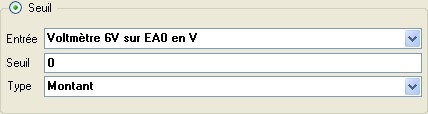 Seuil
Entrée Voltmètre 6V sur EA0 en V
Seuil 0
Type Montant